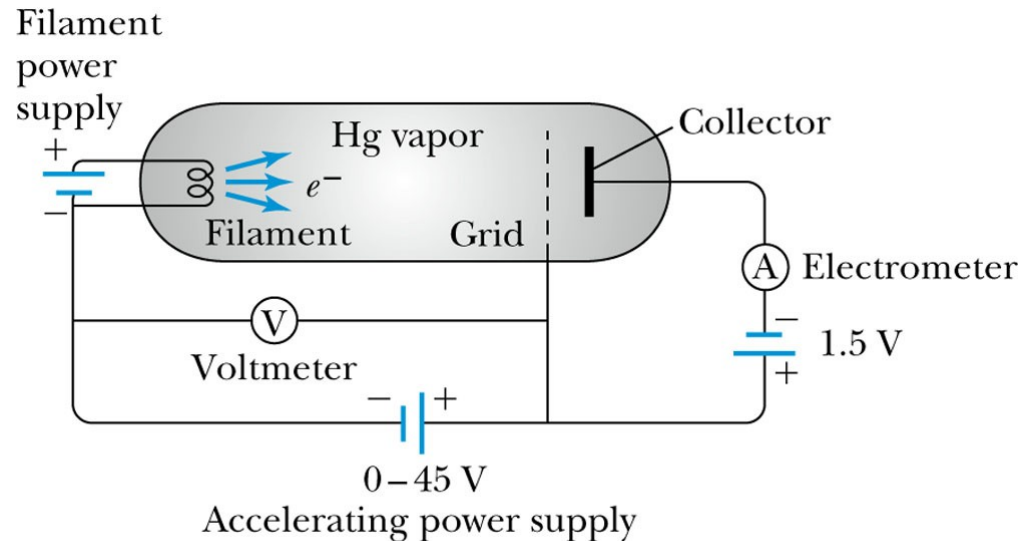 Filament
power
supply
+
−
Hg vapor
e−
Filament
Grid
Collector
A
Electrometer
−
1.5 V
+
V
Voltmeter
− +
0–45 V
Accelerating power supply